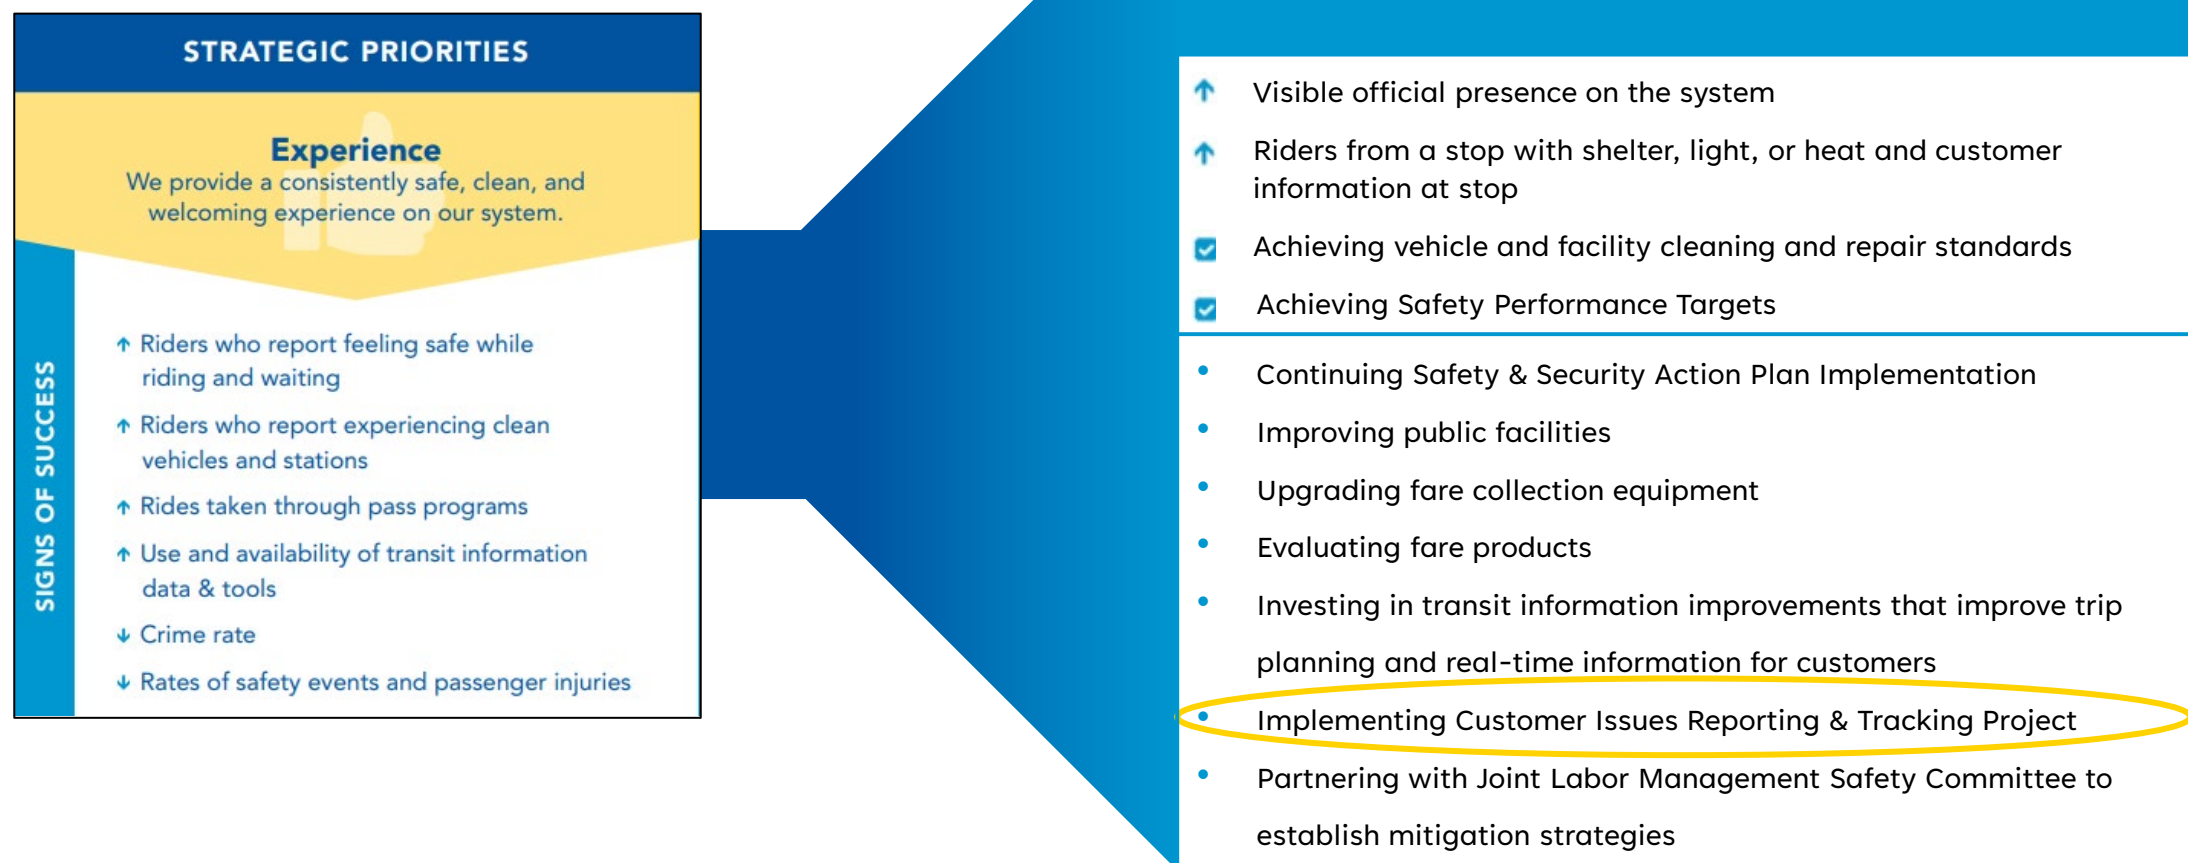 STRATEGIC PRIORITIES
Experience
We provide a consistently safe, clean, and
welcoming experience on our system.
SIGNS OF SUCCESS
Riders who report feeling safe while
riding and waiting
Riders who report experiencing clean
vehicles and stations
Rides taken through pass programs
Use and availability of transit information
data & tools
Crime rate
Rates of safety events and passenger injuries
Visible official presence on the system
Riders from a stop with shelter, light, or heat and customer
information at stop
Achieving vehicle and facility cleaning and repair standards
Achieving Safety Performance Targets
Continuing Safety & Security Action Plan Implementation
Improving public facilities
Upgrading fare collection equipment
Evaluating fare products
Investing in transit information improvements that improve trip
planning and real-time information for customers
Implementing Customer Issues Reporting & Tracking Project
Partnering with Joint Labor Management Safety Committee to
establish mitigation strategies